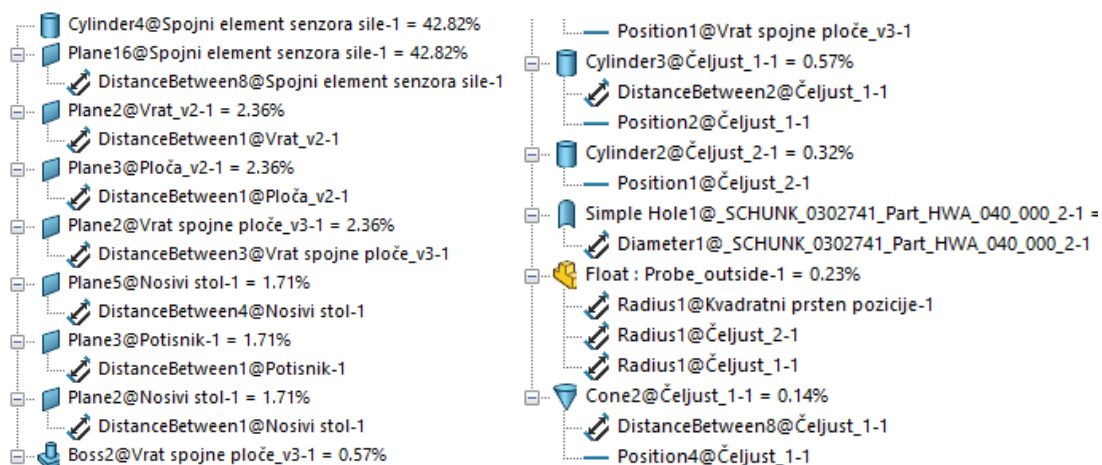 Cylinder4@Spojni element senzora sile-1 = 42.82%
Plane16@Spojni element senzora sile-1 = 42.82%
DistanceBetween8@Spojni element senzora sile-1
Plane2@Vrat_v2-1 = 2.36%
DistanceBetween1@Vrat_v2-1
Plane3@Ploča_v2-1 = 2.36%
DistanceBetween1@Ploča_v2-1
Plane2@Vrat spojne ploče_v3-1 = 2.36%
DistanceBetween3@Vrat spojne ploče_v3-1
Plane5@Nosivi stol-1 = 1.71%
DistanceBetween4@Nosivi stol-1
Plane3@Potisnik-1 = 1.71%
DistanceBetween1@Potisnik-1
Plane2@Nosivi stol-1 = 1.71%
DistanceBetween1@Nosivi stol-1
Boss2@Vrat spojne ploče_v3-1 = 0.57%
Position1@Vrat spojne ploče_v3-1
Cylinder3@Čeljust_1-1 = 0.57%
DistanceBetween2@Čeljust_1-1
Position2@Čeljust_1-1
Cylinder2@Čeljust_2-1 = 0.32%
Position1@Čeljust_2-1
Simple Hole1@_SCHUNK_0302741_Part_HWA_040_000_2-1 =
Diameter1@_SCHUNK_0302741_Part_HWA_040_000_2-1
Float : Probe_outside-1 = 0.23%
Radius1@Kvadratni prsten pozicije-1
Radius1@Čeljust_2-1
Radius1@Čeljust_1-1
Cone2@Čeljust_1-1 = 0.14%
DistanceBetween8@Čeljust_1-1
Position4@Čeljust_1-1